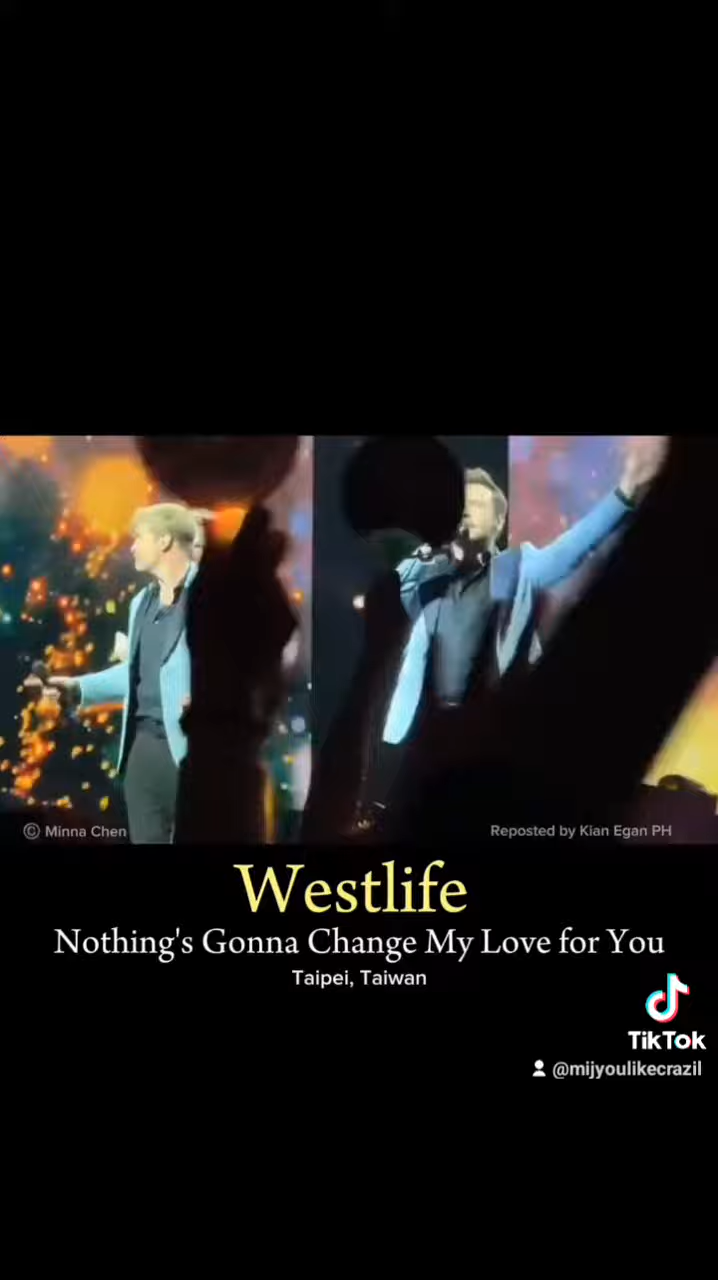 © Minna Chen
Reposted by Kian Egan PH
Westlife
Nothing's Gonna Change My Love for You
Taipei, Taiwan
TikTok
@mijyoulikecrazil